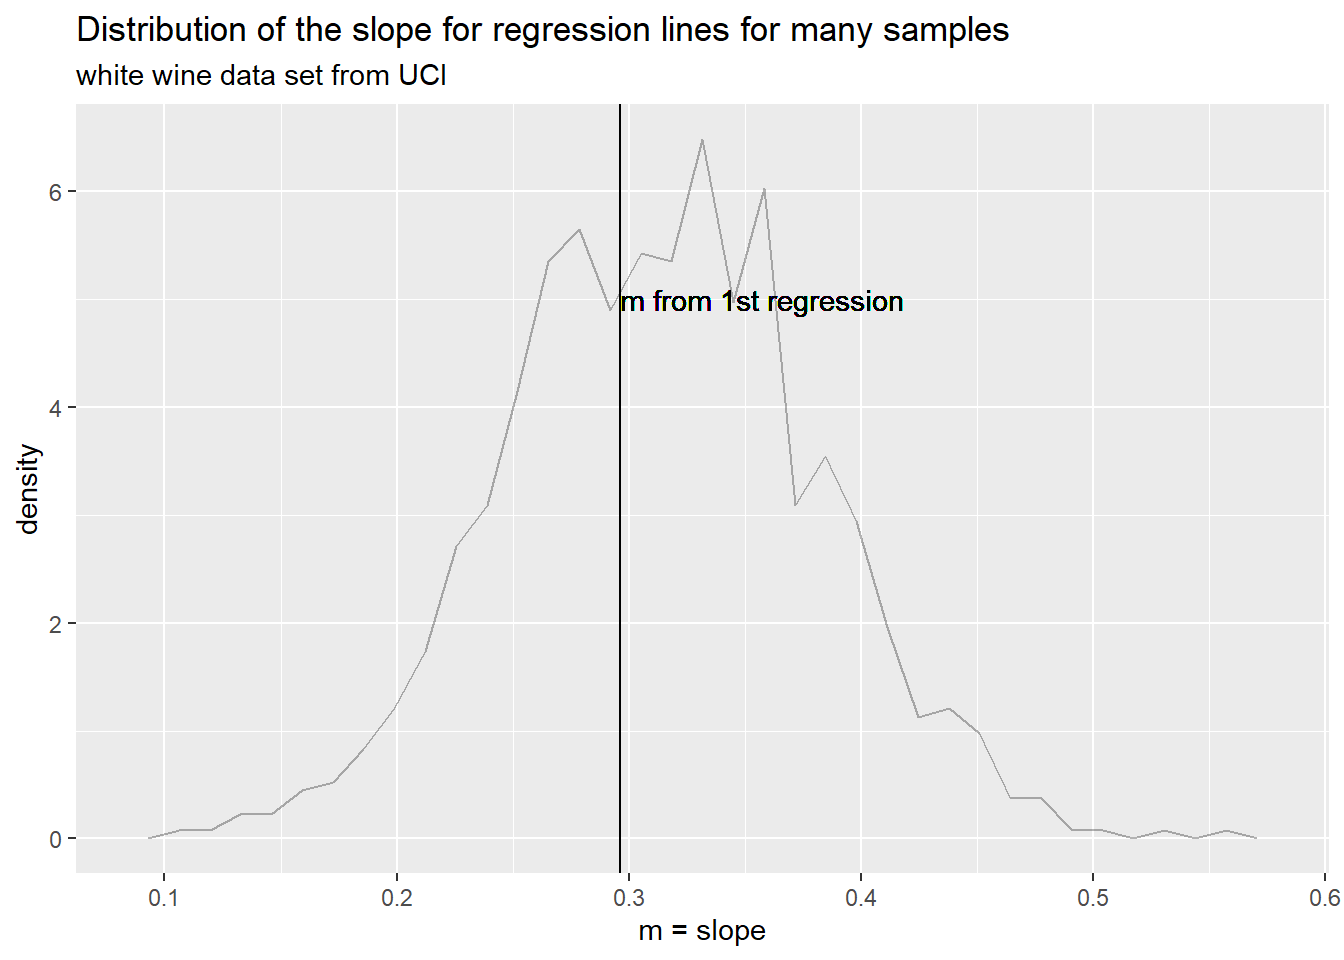 Distribution of the slope for regression lines for many samples
white wine data set from UCI
density
6
4
2
0
m from 1st regression
0.1 0.2 0.3 0.4 0.5 0.6
m = slope